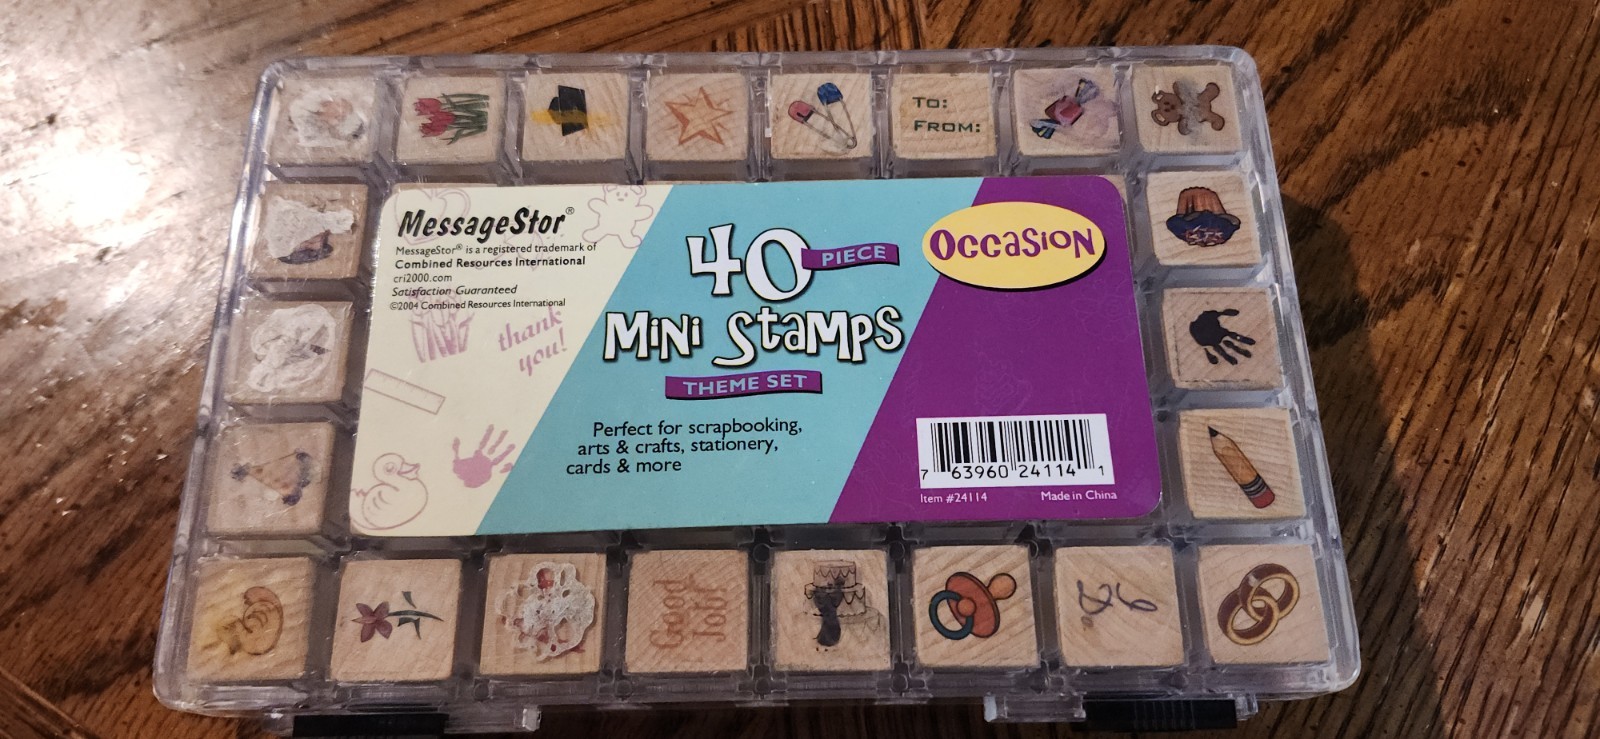 TO:
FROM:
MessageStor®
MessageStor® is a registered trademark of
Combined Resources International
cri2000.com
Satisfaction Guaranteed
©2004 Combined Resources International
thank
you!
40
PIECE
MiNi StaMPS
THEME SET
Perfect for scrapbooking,
arts & crafts, stationery,
cards & more
OccaSioN
7 63960 24114 1
Item #24114
Made in China
Good
Job!